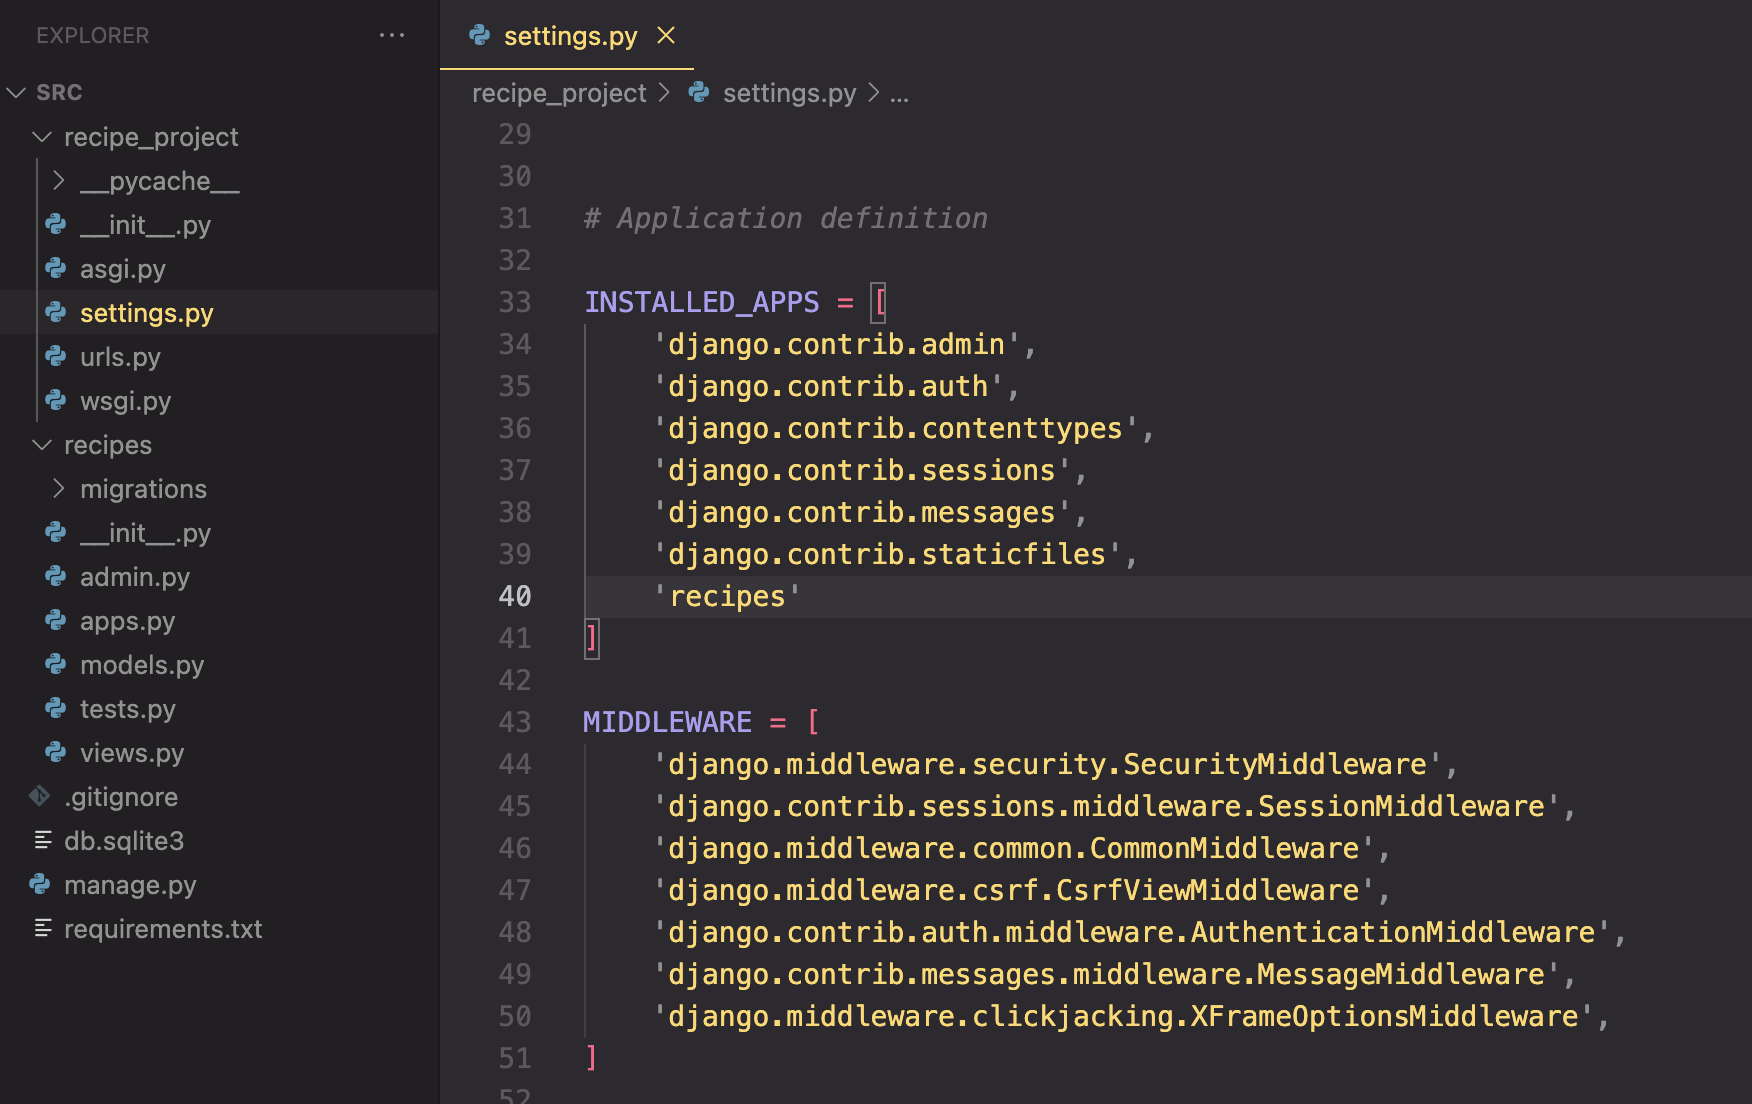 EXPLORER
SRC
recipe_project
__pycache__
__init__.py
asgi.py
settings.py
urls.py
wsgi.py
recipes
migrations
__init__.py
admin.py
apps.py
models.py
tests.py
views.py
.gitignore
db.sqlite3
manage.py
requirements.txt
settings.py
recipe_project > settings.py > ...
29
30
31 # Application definition
32
33 INSTALLED_APPS = [
34     'django.contrib.admin',
35     'django.contrib.auth',
36     'django.contrib.contenttypes',
37     'django.contrib.sessions',
38     'django.contrib.messages',
39     'django.contrib.staticfiles',
40     'recipes'
41 ]
42
43 MIDDLEWARE = [
44     'django.middleware.security.SecurityMiddleware',
45     'django.contrib.sessions.middleware.SessionMiddleware',
46     'django.middleware.common.CommonMiddleware',
47     'django.middleware.csrf.CsrfViewMiddleware',
48     'django.contrib.auth.middleware.AuthenticationMiddleware',
49     'django.contrib.messages.middleware.MessageMiddleware',
50     'django.middleware.clickjacking.XFrameOptionsMiddleware',
51 ]
52